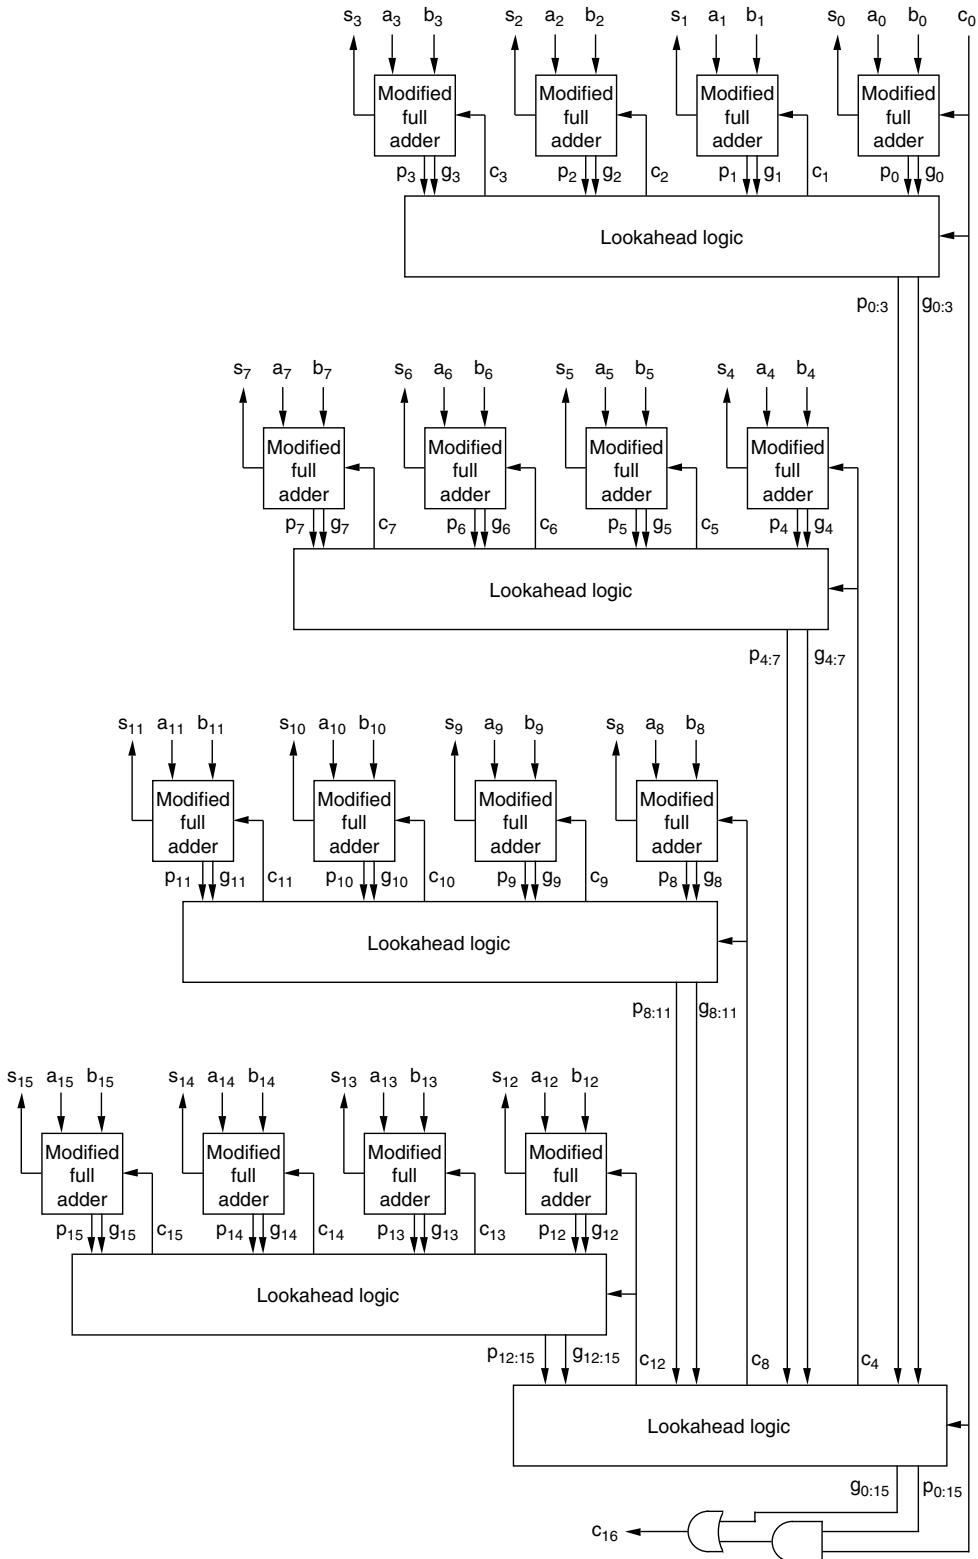 s3 a3 b3 s2 a2 b2 s1 a1 b1 s0 a0 b0 c0
Modified full adder Modified full adder Modified full adder Modified full adder
p3 g3 c3 p2 g2 c2 p1 g1 c1 p0 g0
Lookahead logic
p0:3 g0:3
s7 a7 b7 s6 a6 b6 s5 a5 b5 s4 a4 b4
Modified full adder Modified full adder Modified full adder Modified full adder
p7 g7 c7 p6 g6 c6 p5 g5 c5 p4 g4
Lookahead logic
p4:7 g4:7
s11 a11 b11 s10 a10 b10 s9 a9 b9 s8 a8 b8
Modified full adder Modified full adder Modified full adder Modified full adder
p11 g11 c11 p10 g10 c10 p9 g9 c9 p8 g8
Lookahead logic
p8:11 g8:11
s15 a15 b15 s14 a14 b14 s13 a13 b13 s12 a12 b12
Modified full adder Modified full adder Modified full adder Modified full adder
p15 g15 c15 p14 g14 c14 p13 g13 c13 p12 g12
Lookahead logic
p12:15 g12:15 c12 c8 c4
Lookahead logic
g0:15 p0:15
c16